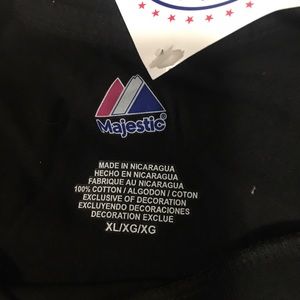 Majestic®
MADE IN NICARAGUA
HECHO EN NICARAGUA
FABRIQUE AU NICARAGUA
100% COTTON / ALGODON / COTON
EXCLUSIVE OF DECORATION
EXCLUYENDO DECORACIONES
DECORATION EXCLUE
XL/XG/XG